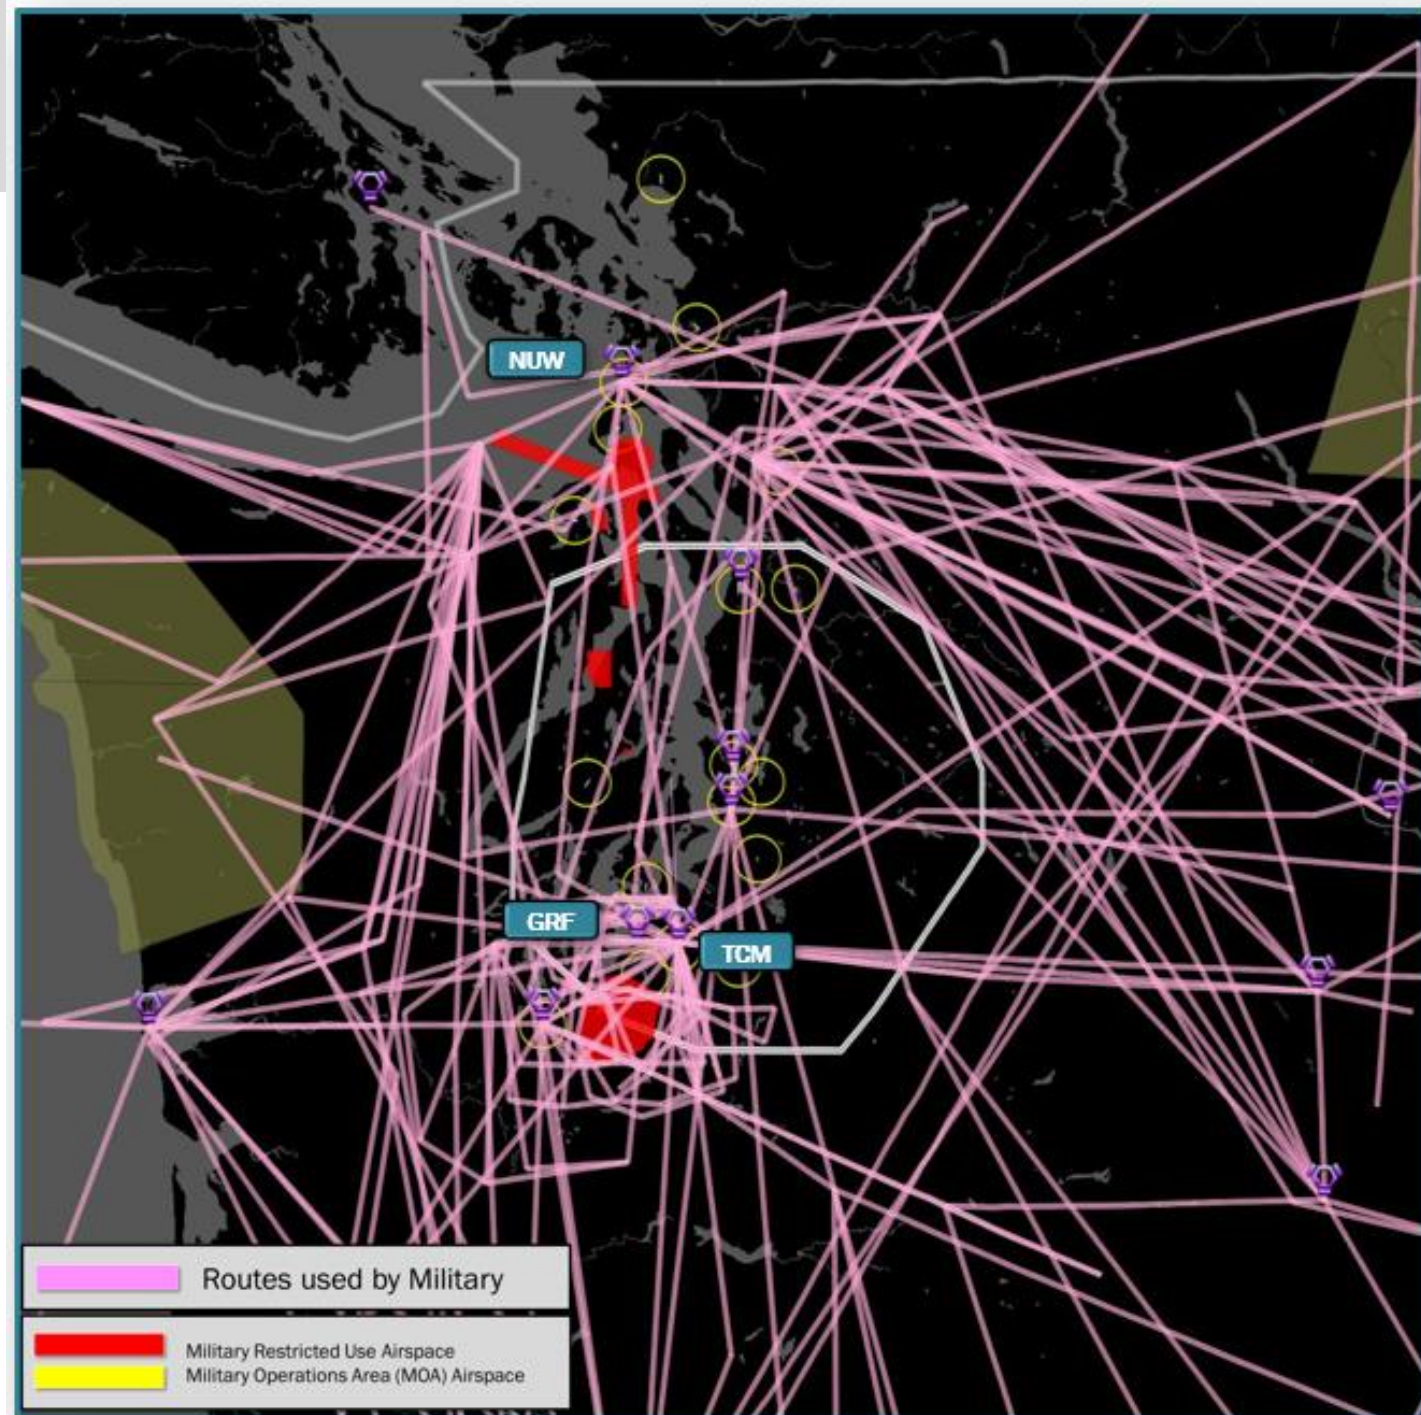 NUW
GRF
TCM
Routes used by Military
Military Restricted Use Airspace
Military Operations Area (MOA) Airspace